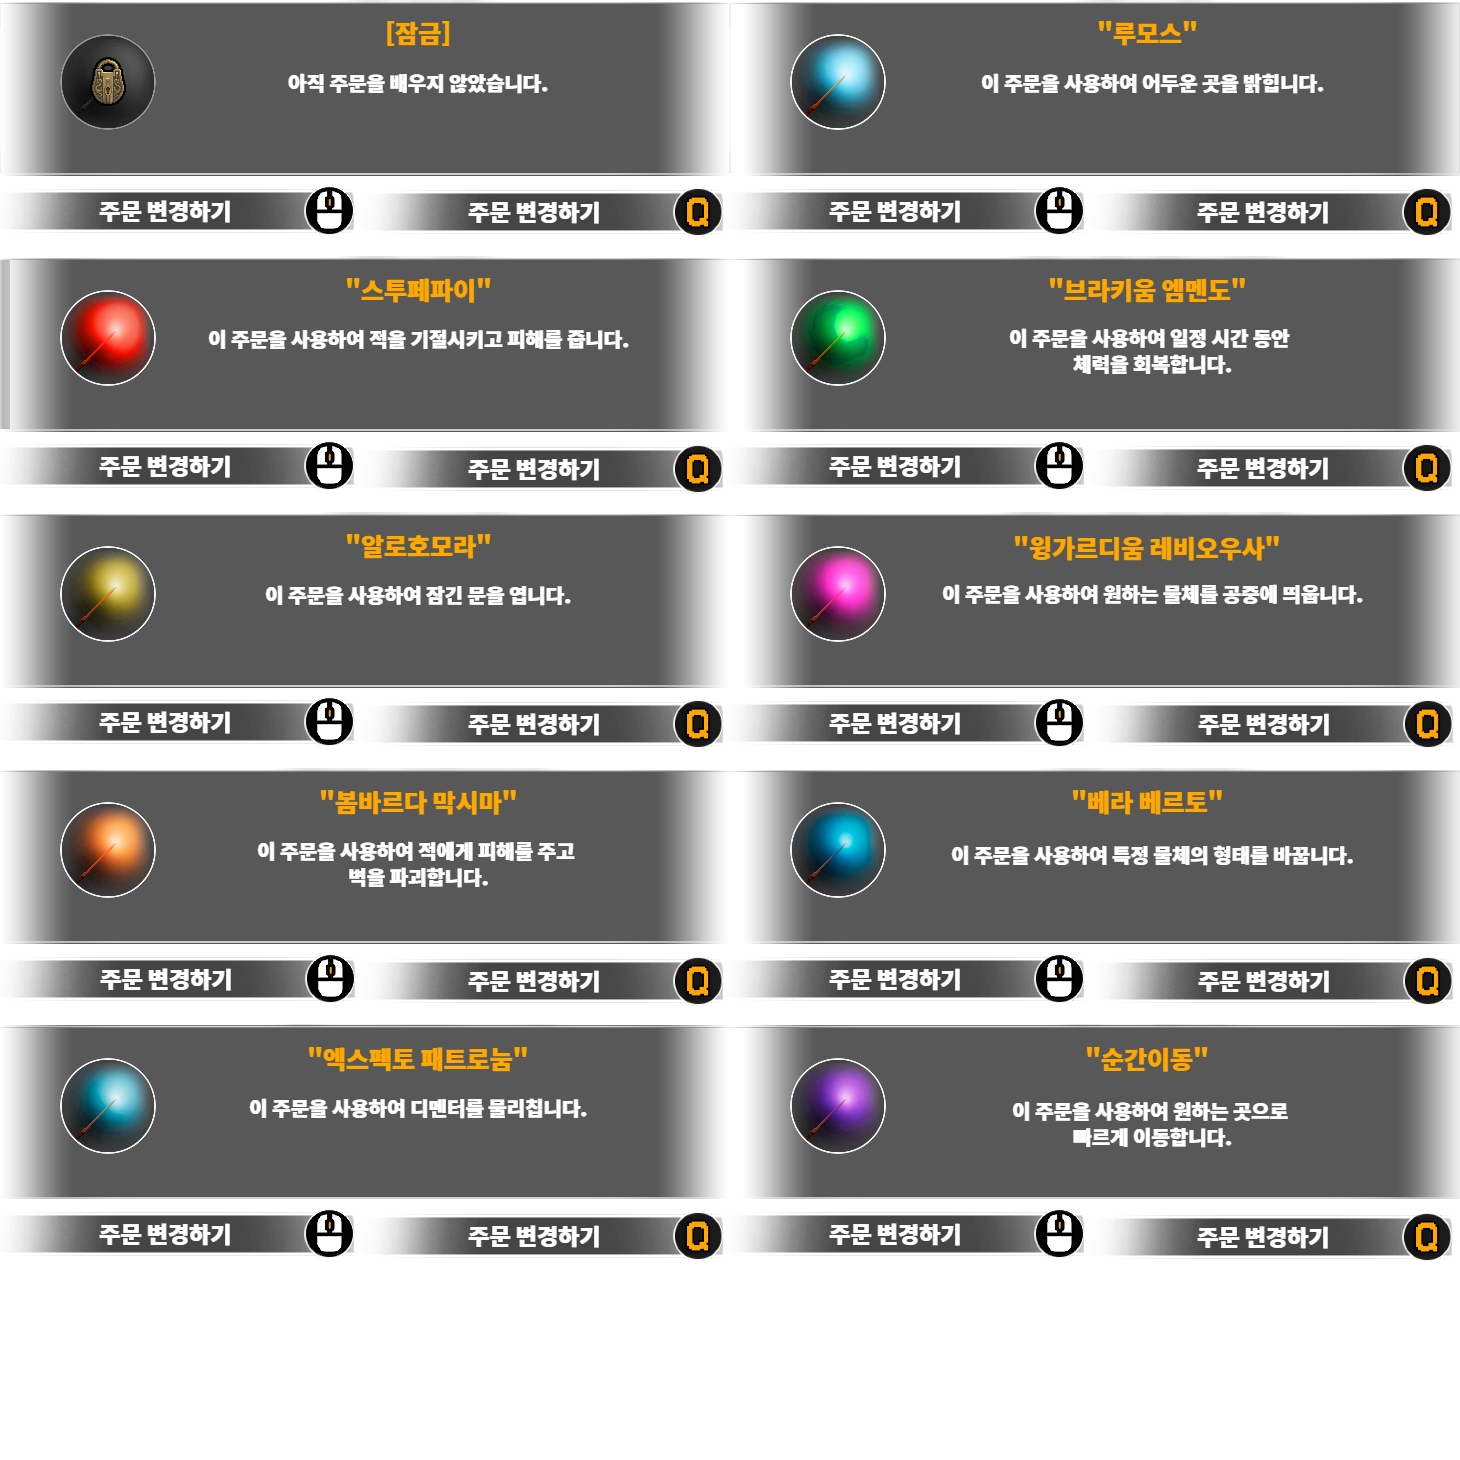 [잠금]
아직 주문을 배우지 않았습니다.
주문 변경하기
주문 변경하기 Q
"루모스"
이 주문을 사용하여 어두운 곳을 밝힙니다.
주문 변경하기
주문 변경하기 Q
"스투페파이"
이 주문을 사용하여 적을 기절시키고 피해를 줍니다.
주문 변경하기
주문 변경하기 Q
"브라키움 엠멘도"
이 주문을 사용하여 일정 시간 동안
체력을 회복합니다.
주문 변경하기
주문 변경하기 Q
"알로호모라"
이 주문을 사용하여 잠긴 문을 엽니다.
주문 변경하기
주문 변경하기 Q
"윙가르디움 레비오우사"
이 주문을 사용하여 원하는 물체를 공중에 띄웁니다.
주문 변경하기
주문 변경하기 Q
"봄바르다 막시마"
이 주문을 사용하여 적에게 피해를 주고
벽을 파괴합니다.
주문 변경하기
주문 변경하기 Q
"베라 베르토"
이 주문을 사용하여 특정 물체의 형태를 바꿉니다.
주문 변경하기
주문 변경하기 Q
"엑스펙토 패트로눔"
이 주문을 사용하여 디멘터를 물리칩니다.
주문 변경하기
주문 변경하기 Q
"순간이동"
이 주문을 사용하여 원하는 곳으로
빠르게 이동합니다.
주문 변경하기
주문 변경하기 Q